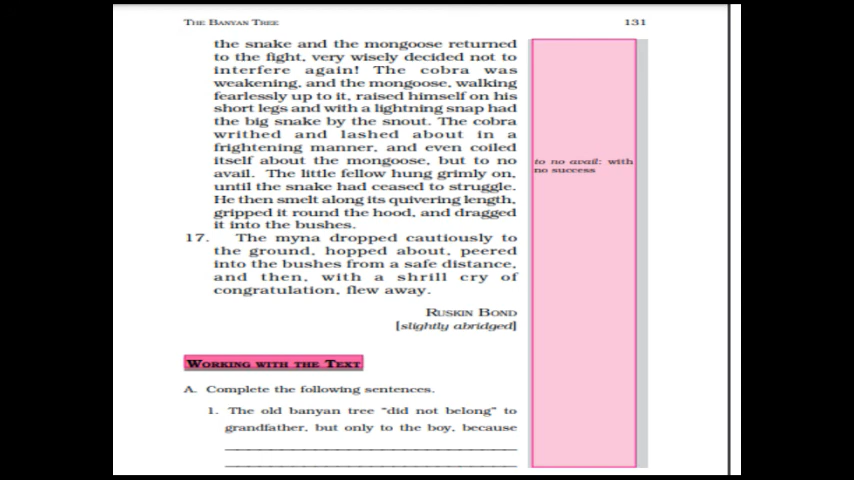 THE BANYAN TREE 131
the snake and the mongoose returned
to the fight, very wisely decided not to
interfere again! The cobra was
weakening, and the mongoose, walking
fearlessly up to it, raised himself on his
short legs and with a lightning snap had
the big snake by the snout. The cobra
writhed and lashed about in a
frightening manner, and even coiled
itself about the mongoose, but to no
avail. The little fellow hung grimly on,
until the snake had ceased to struggle.
He then smelt along its quivering length,
gripped it round the hood, and dragged
it into the bushes.
to no avail: with
no success
17. The myna dropped cautiously to
the ground, hopped about, peered
into the bushes from a safe distance,
and then, with a shrill cry of
congratulation, flew away.
RUSKIN BOND
[slightly abridged]
WORKING WITH THE TEXT
A. Complete the following sentences.
1. The old banyan tree “did not belong” to
grandfather, but only to the boy, because